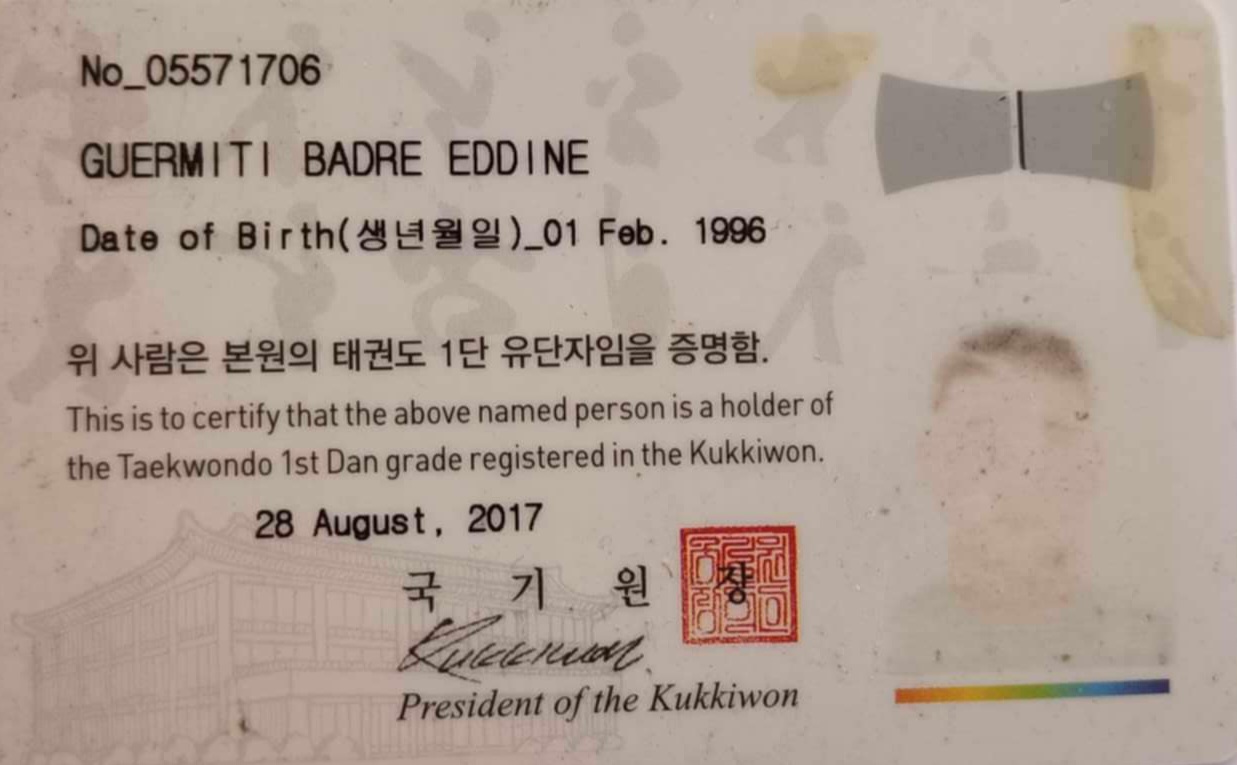 No_05571706
GUERMITI BADRE EDDINE
Date of Birth(생년월일)_01 Feb. 1996
위 사람은 본원의 태권도 1단 유단자임을 증명함.
This is to certify that the above named person is a holder of
the Taekwondo 1st Dan grade registered in the Kukkiwon.
28 August, 2017
국 기 원 장
Kukkiwon
President of the Kukkiwon